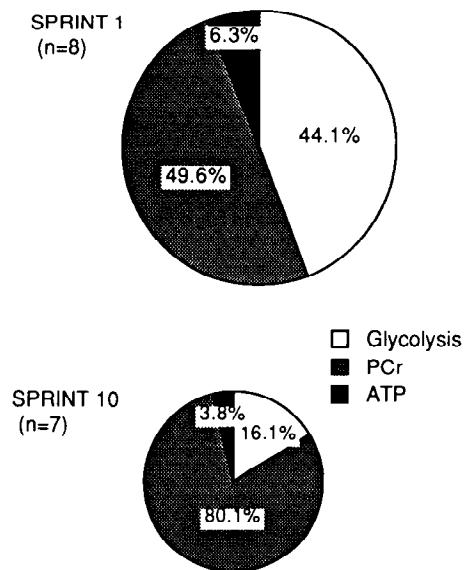 SPRINT 1
(n=8)
6.3%
44.1%
49.6%
Glycolysis
PCr
ATP
SPRINT 10
(n=7)
3.8%
16.1%
80.1%